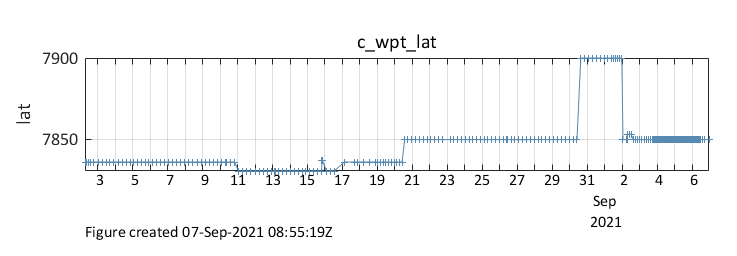 c_wpt_lat
7900
lat
7850
3 5 7 9 11 13 15 17 19 21 23 25 27 29 31 2 4 6
Sep
2021
Figure created 07-Sep-2021 08:55:19Z